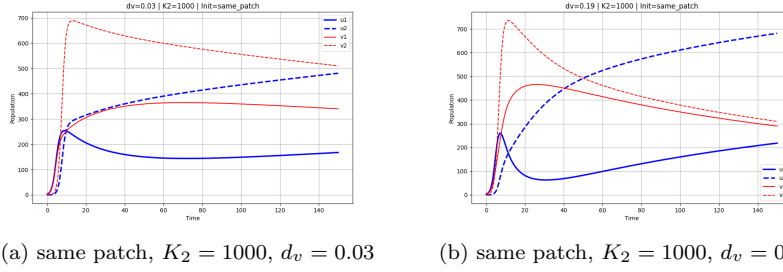 dv=0.03 | K2=1000 | Init=same_patch
700
600
500
400
300
200
100
0
Population
0 20 40 60 80 100 120 140
Time
u1
u2
v1
v2
dv=0.19 | K2=1000 | Init=same_patch
700
600
500
400
300
200
100
0
Population
0 20 40 60 80 100 120 140
Time
u
u
v
v
(a) same patch, K₂ = 1000, dᵥ = 0.03
(b) same patch, K₂ = 1000, dᵥ = 0